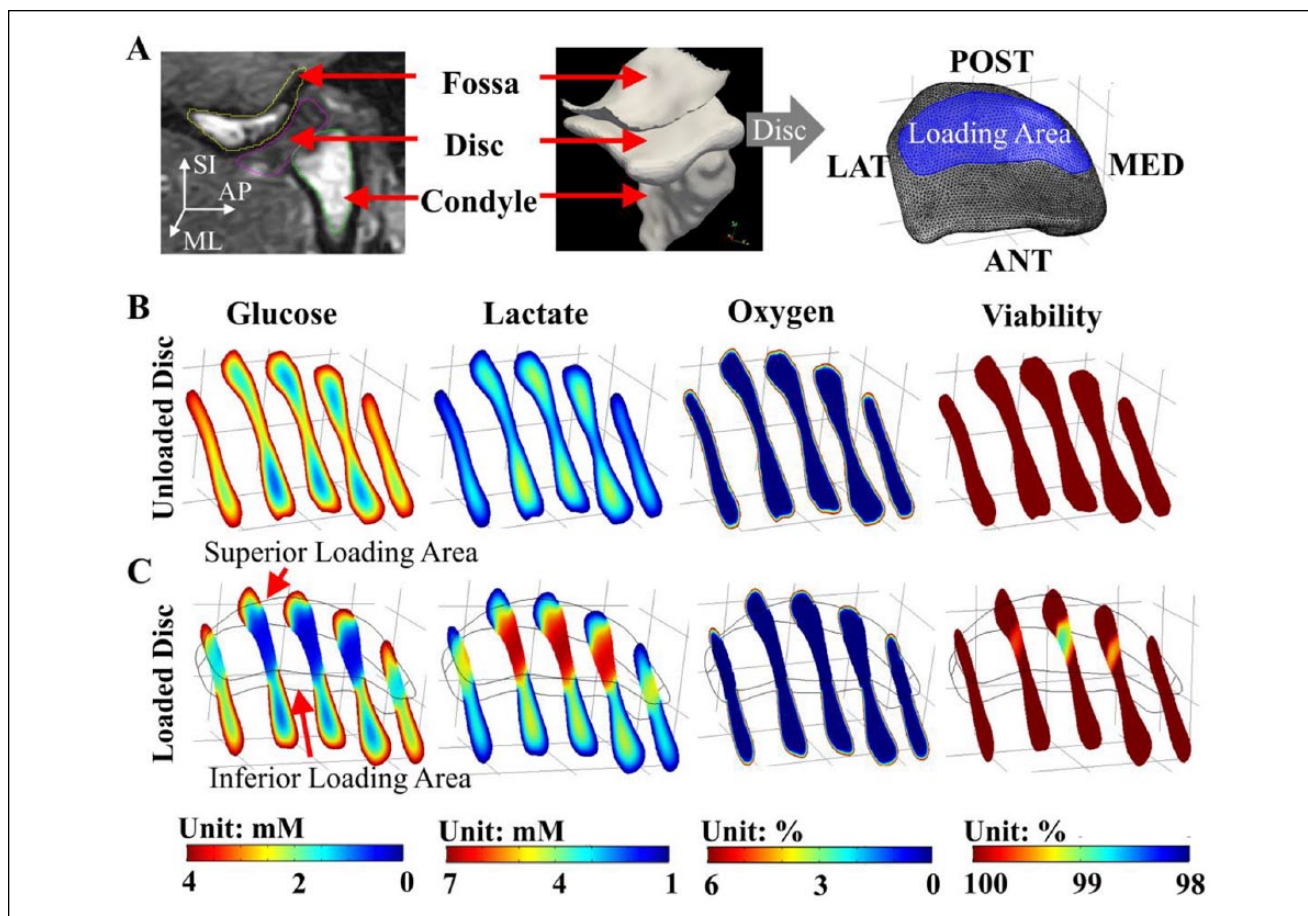 A
Fossa
Disc
Condyle
SI
AP
ML
Disc
POST
Loading Area
LAT
MED
ANT
B
Glucose
Lactate
Oxygen
Viability
Unloaded Disc
Superior Loading Area
C
Loaded Disc
Inferior Loading Area
Unit: mM
Unit: mM
Unit: %
Unit: %
4 2 0
7 4 1
6 3 0
100 99 98